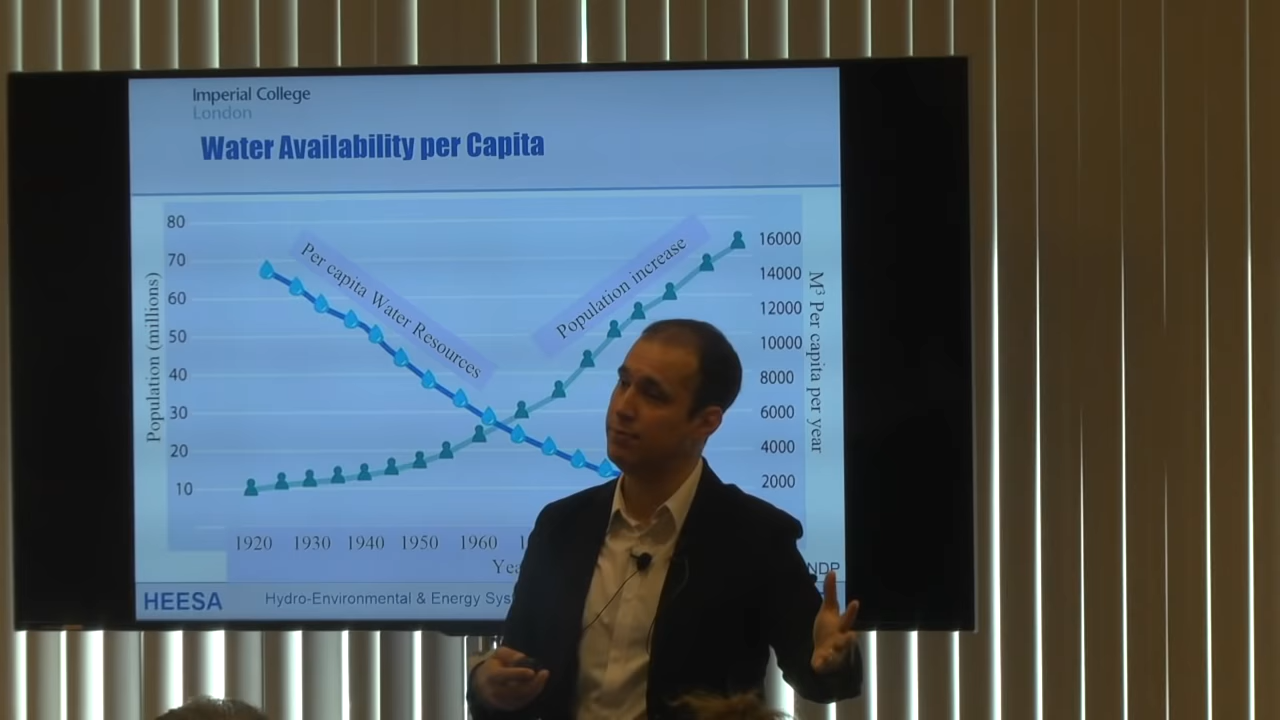 Imperial College
London
Water Availability per Capita
80
70
60
50
40
30
20
10
Population (millions)
Per capita Water Resources
Population increase
16000
14000
12000
10000
8000
6000
4000
2000
M³ Per capita per year
1920 1930 1940 1950 1960
NDP
HEESA Hydro-Environmental & Energy Sys